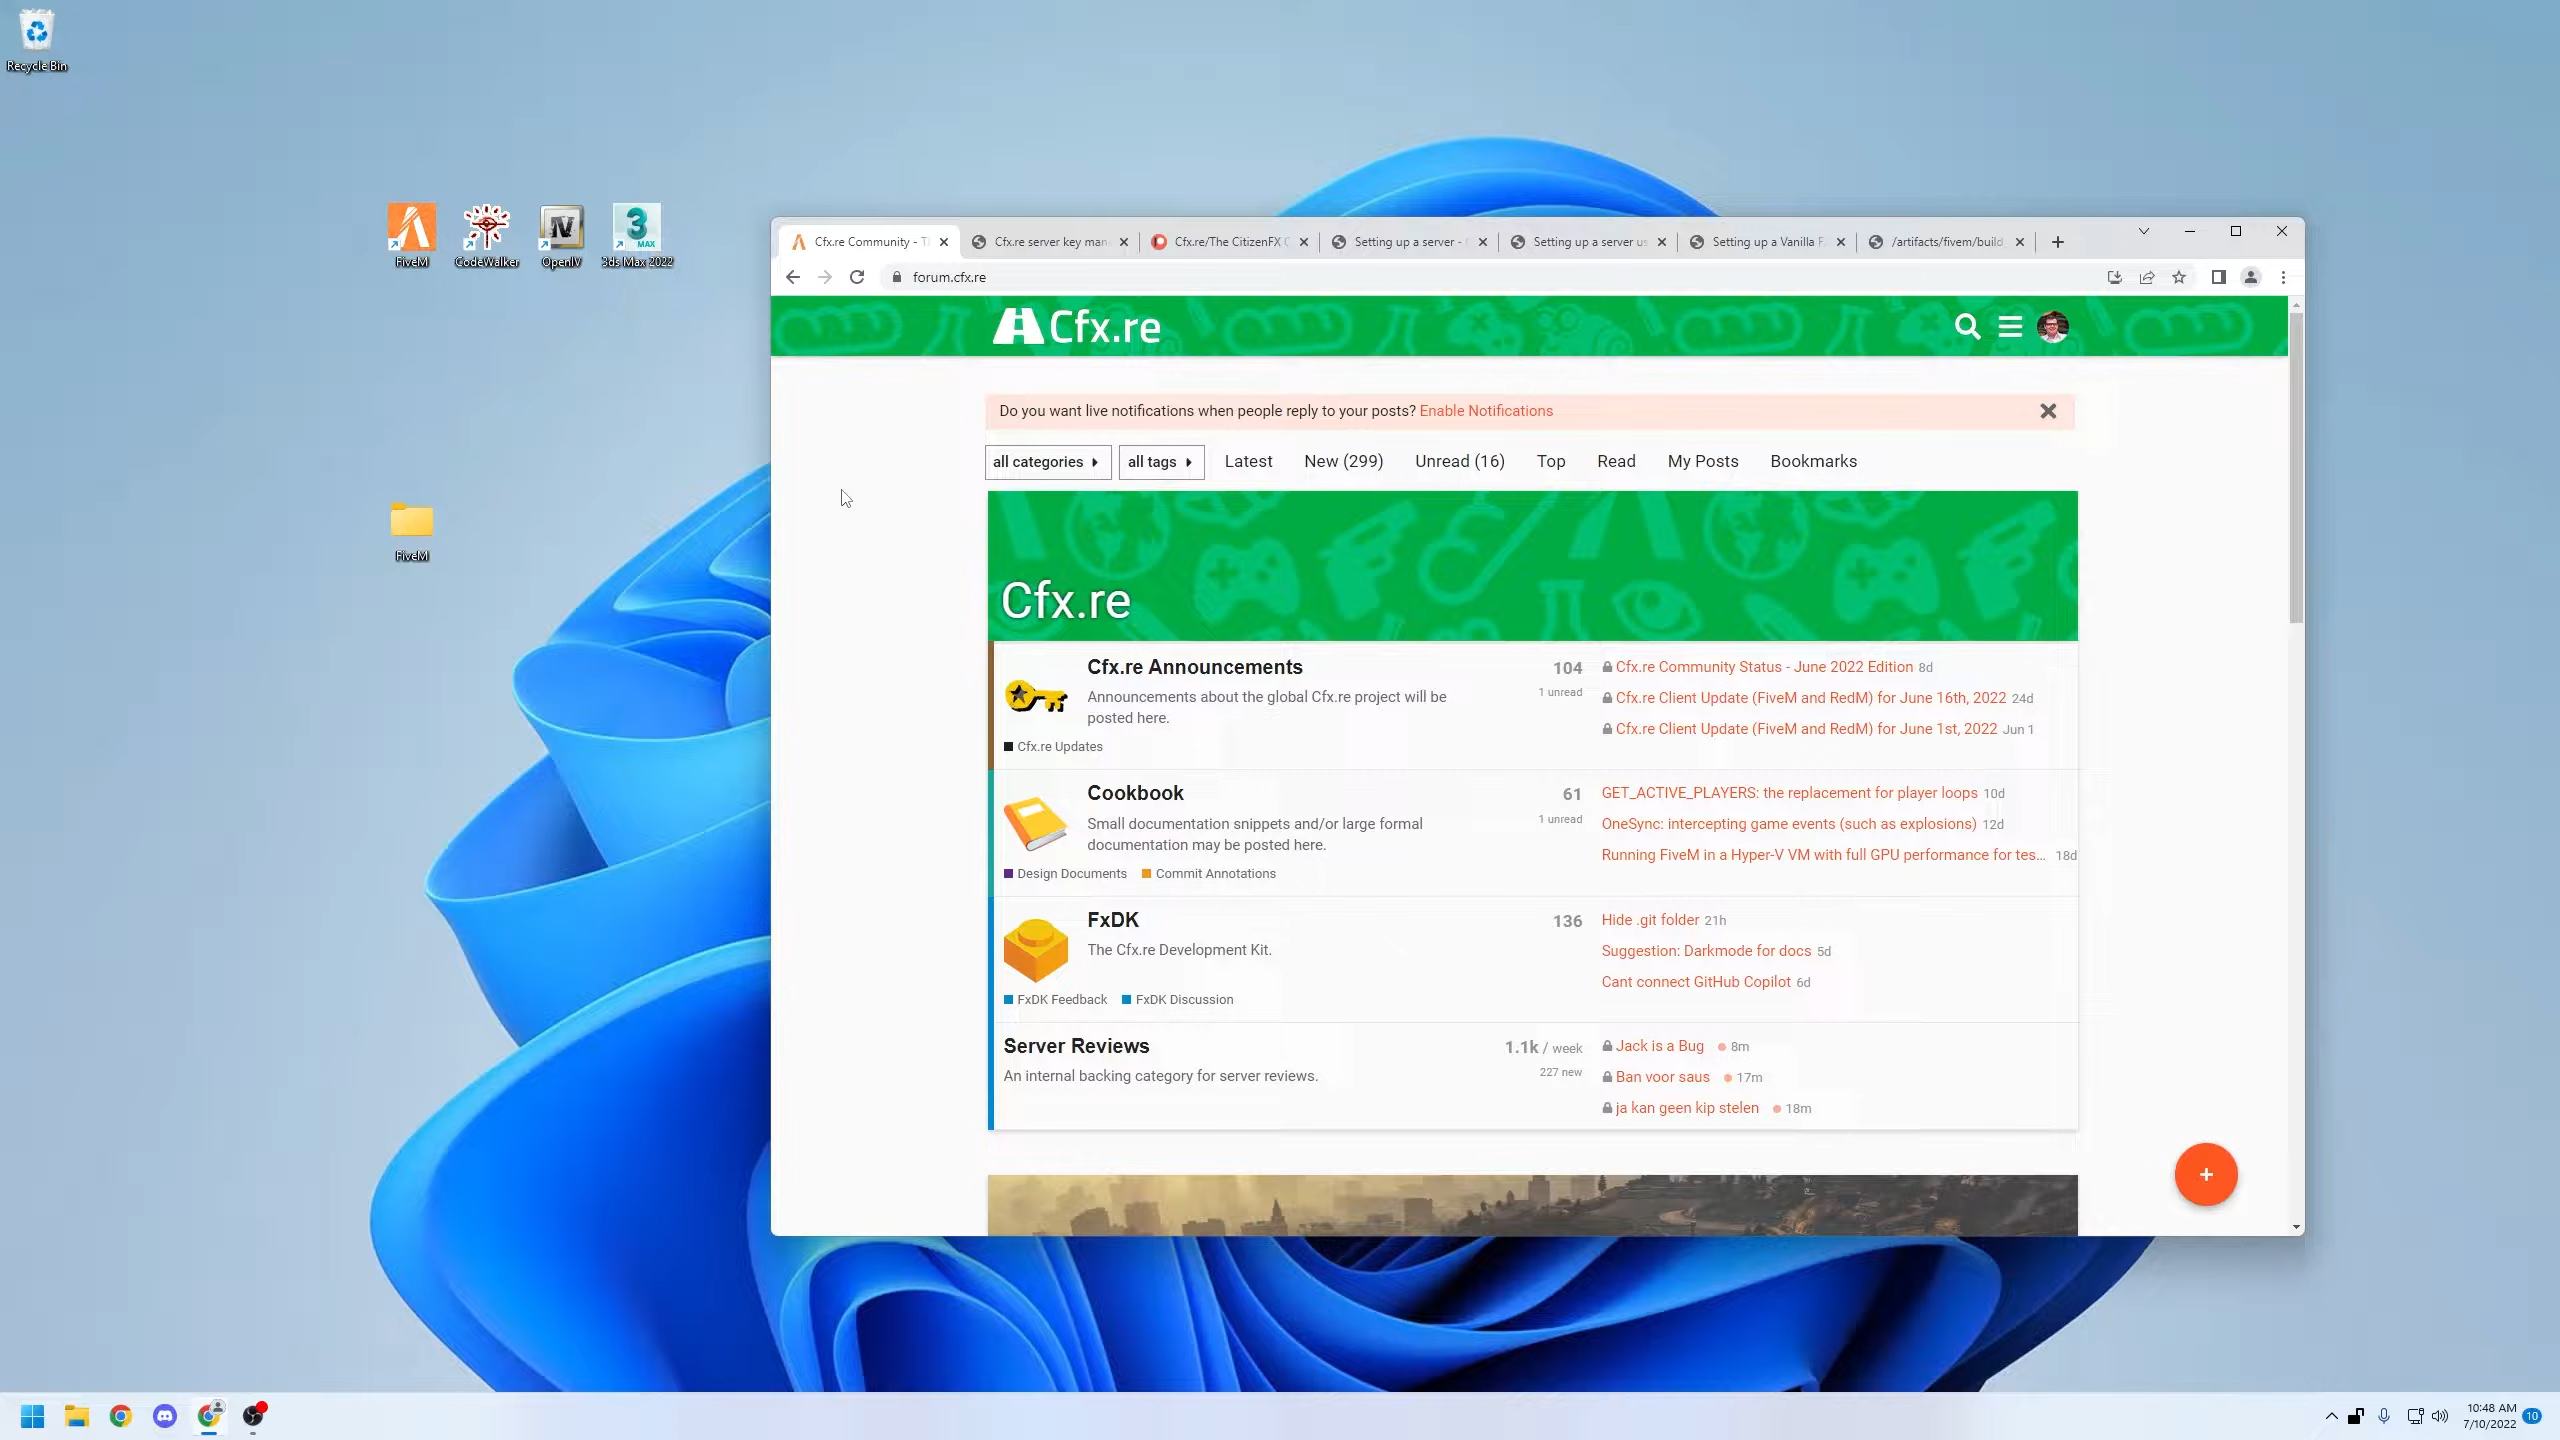 Recycle Bin
FiveM
CodeWalker
OpenIV
3ds Max 2022
FiveM
Cfx.re Community - T
Cfx.re server key man
Cfx.re/The CitizenFX C
Setting up a server -
Setting up a server us
Setting up a Vanilla F
/artifacts/fivem/build
forum.cfx.re
Cfx.re
Do you want live notifications when people reply to your posts? Enable Notifications
all categories
all tags
Latest
New (299)
Unread (16)
Top
Read
My Posts
Bookmarks
Cfx.re
Cfx.re Announcements
Announcements about the global Cfx.re project will be
posted here.
Cfx.re Updates
104
1 unread
Cfx.re Community Status - June 2022 Edition 8d
Cfx.re Client Update (FiveM and RedM) for June 16th, 2022 24d
Cfx.re Client Update (FiveM and RedM) for June 1st, 2022 Jun 1
Cookbook
Small documentation snippets and/or large formal
documentation may be posted here.
Design Documents Commit Annotations
61
1 unread
GET_ACTIVE_PLAYERS: the replacement for player loops 10d
OneSync: intercepting game events (such as explosions) 12d
Running FiveM in a Hyper-V VM with full GPU performance for tes... 18d
FxDK
The Cfx.re Development Kit.
FxDK Feedback FxDK Discussion
136
Hide .git folder 21h
Suggestion: Darkmode for docs 5d
Cant connect GitHub Copilot 6d
Server Reviews
An internal backing category for server reviews.
1.1k / week
227 new
Jack is a Bug 8m
Ban voor saus 17m
ja kan geen kip stelen 18m
+
10:48 AM
7/10/2022
10